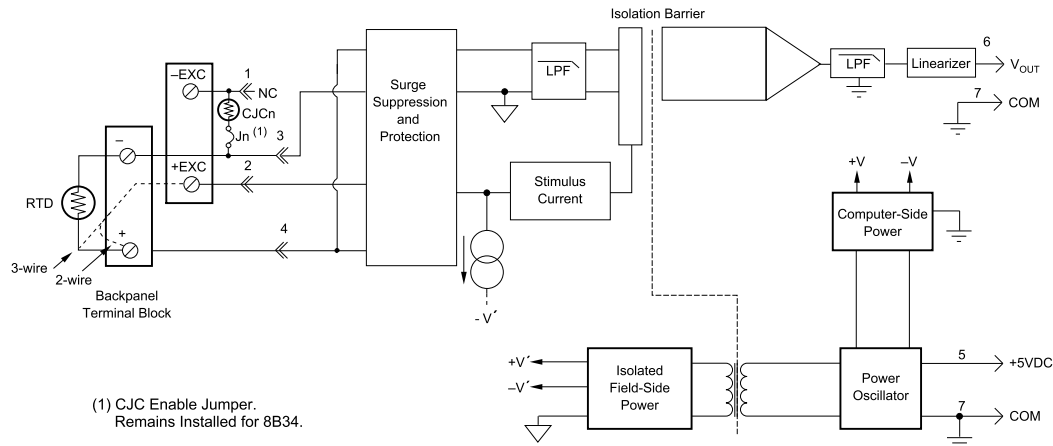 Isolation Barrier
–EXC
1
NC
CJCn
Jn (1)
3
–
+EXC
2
RTD
+
4
3-wire
2-wire
Backpanel
Terminal Block
Surge
Suppression
and
Protection
LPF
Stimulus
Current
- V´
LPF
Linearizer
6
VOUT
7
COM
+V
–V
Computer-Side
Power
+V´
–V´
Isolated
Field-Side
Power
Power
Oscillator
5
+5VDC
7
COM
(1) CJC Enable Jumper.
Remains Installed for 8B34.